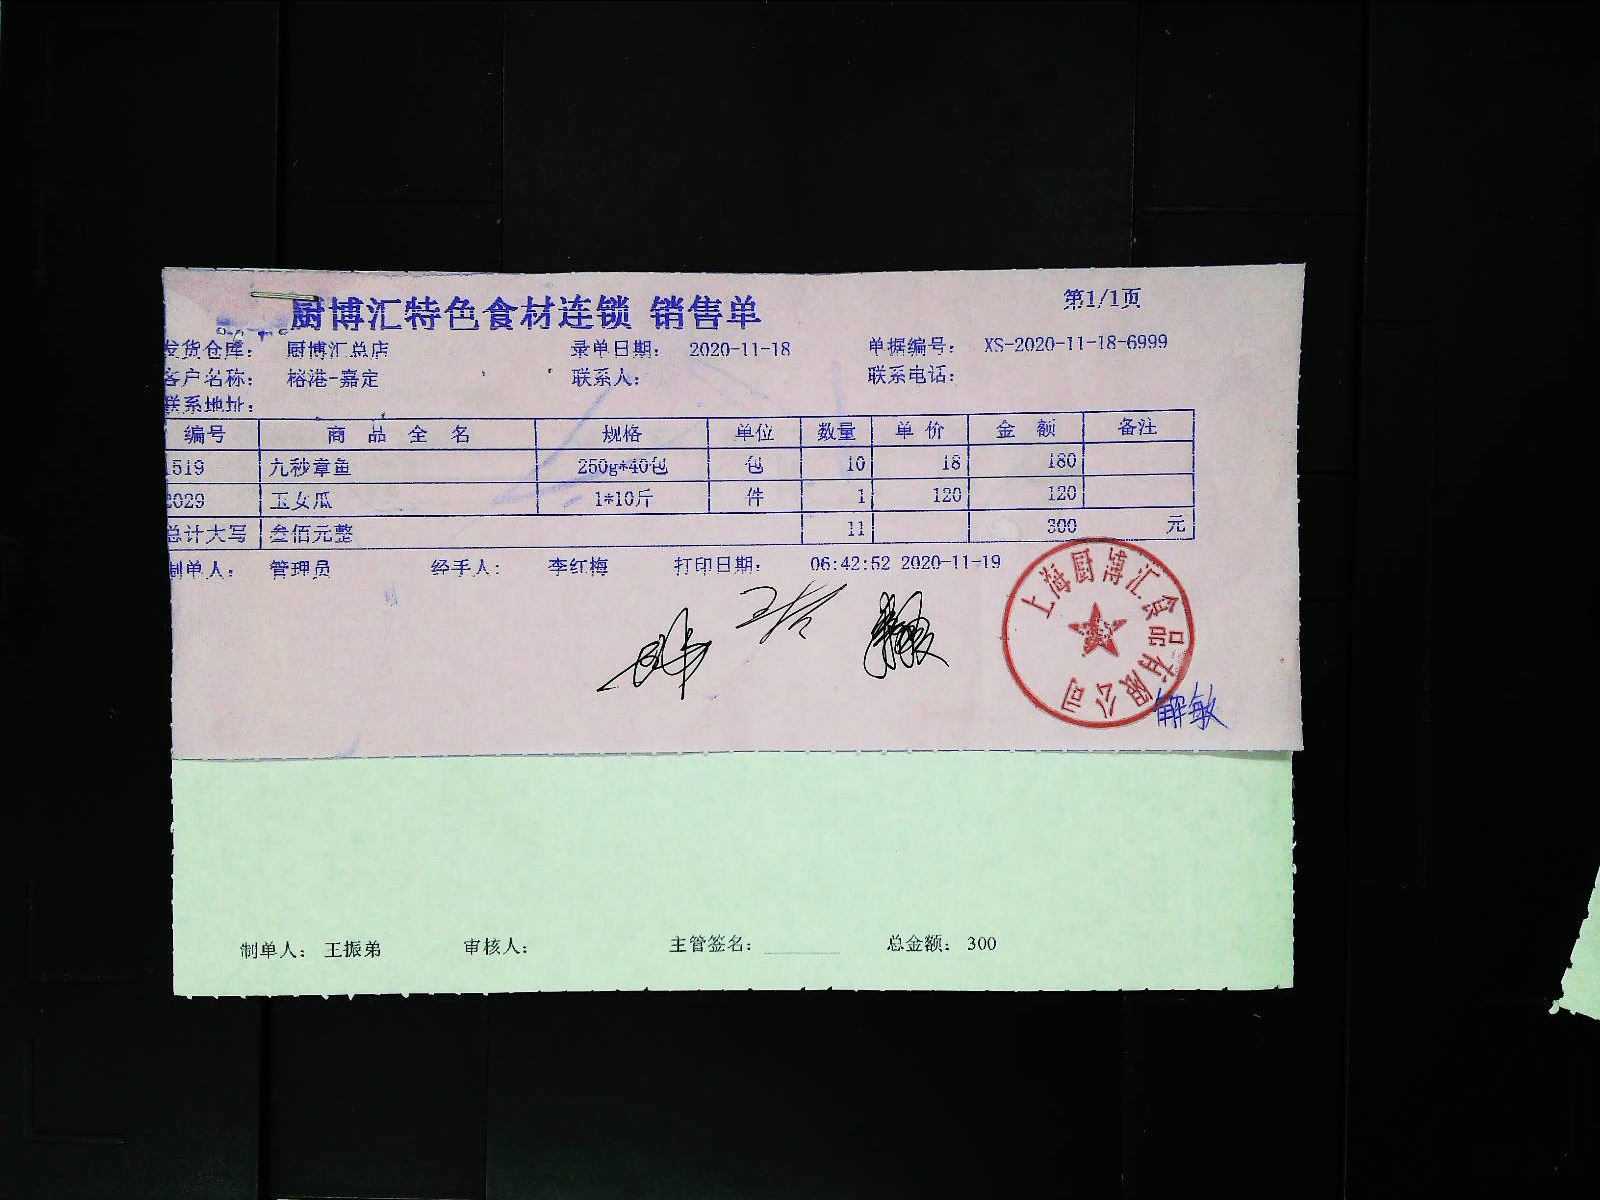 厨博汇特色食材连锁 销售单
第1/1页
发货仓库： 厨博汇总店 录单日期： 2020-11-18 单据编号： XS-2020-11-18-6999
客户名称： 榕港-嘉定 联系人： 联系电话：
联系地址：
编号 商品全名 规格 单位 数量 单价 金额 备注
1519 九秒章鱼 250g*40包 包 10 18 180
2029 玉女瓜 1*10斤 件 1 120 120
总计大写 叁佰元整 11 300 元
制单人： 管理员 经手人： 李红梅 打印日期： 06:42:52 2020-11-19
上海厨博汇食品有限公司
解敏
制单人： 王振弟 审核人： 主管签名： 总金额： 300